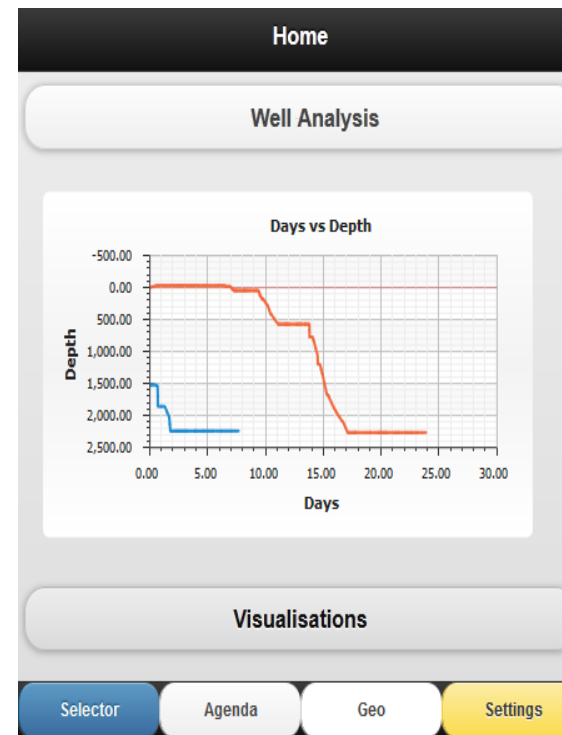 Home
Well Analysis
Days vs Depth
-500.00
0.00
500.00
1,000.00
1,500.00
2,000.00
2,500.00
Depth
0.00 5.00 10.00 15.00 20.00 25.00 30.00
Days
Visualisations
Selector Agenda Geo Settings